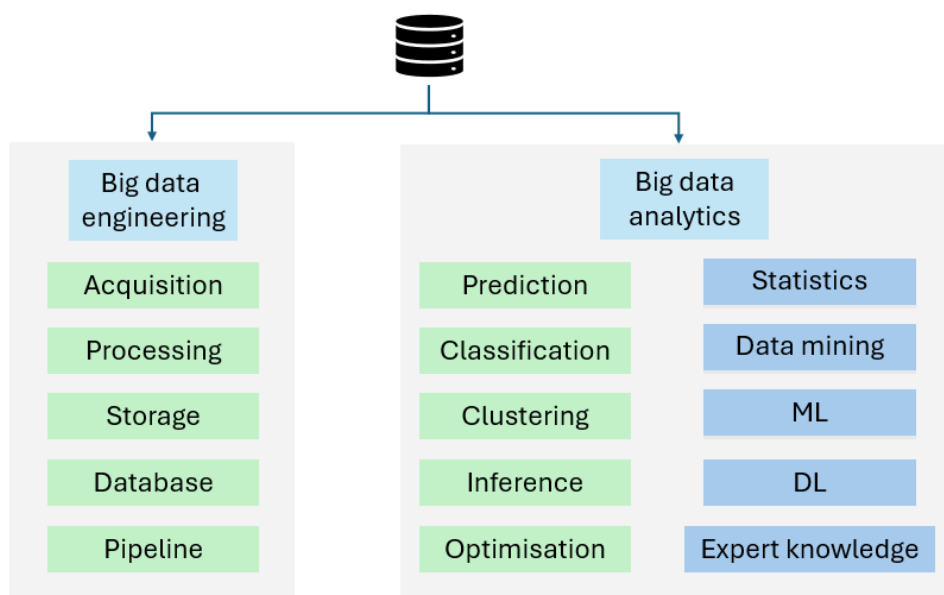 Big data
engineering
Acquisition
Processing
Storage
Database
Pipeline
Big data
analytics
Prediction
Classification
Clustering
Inference
Optimisation
Statistics
Data mining
ML
DL
Expert knowledge